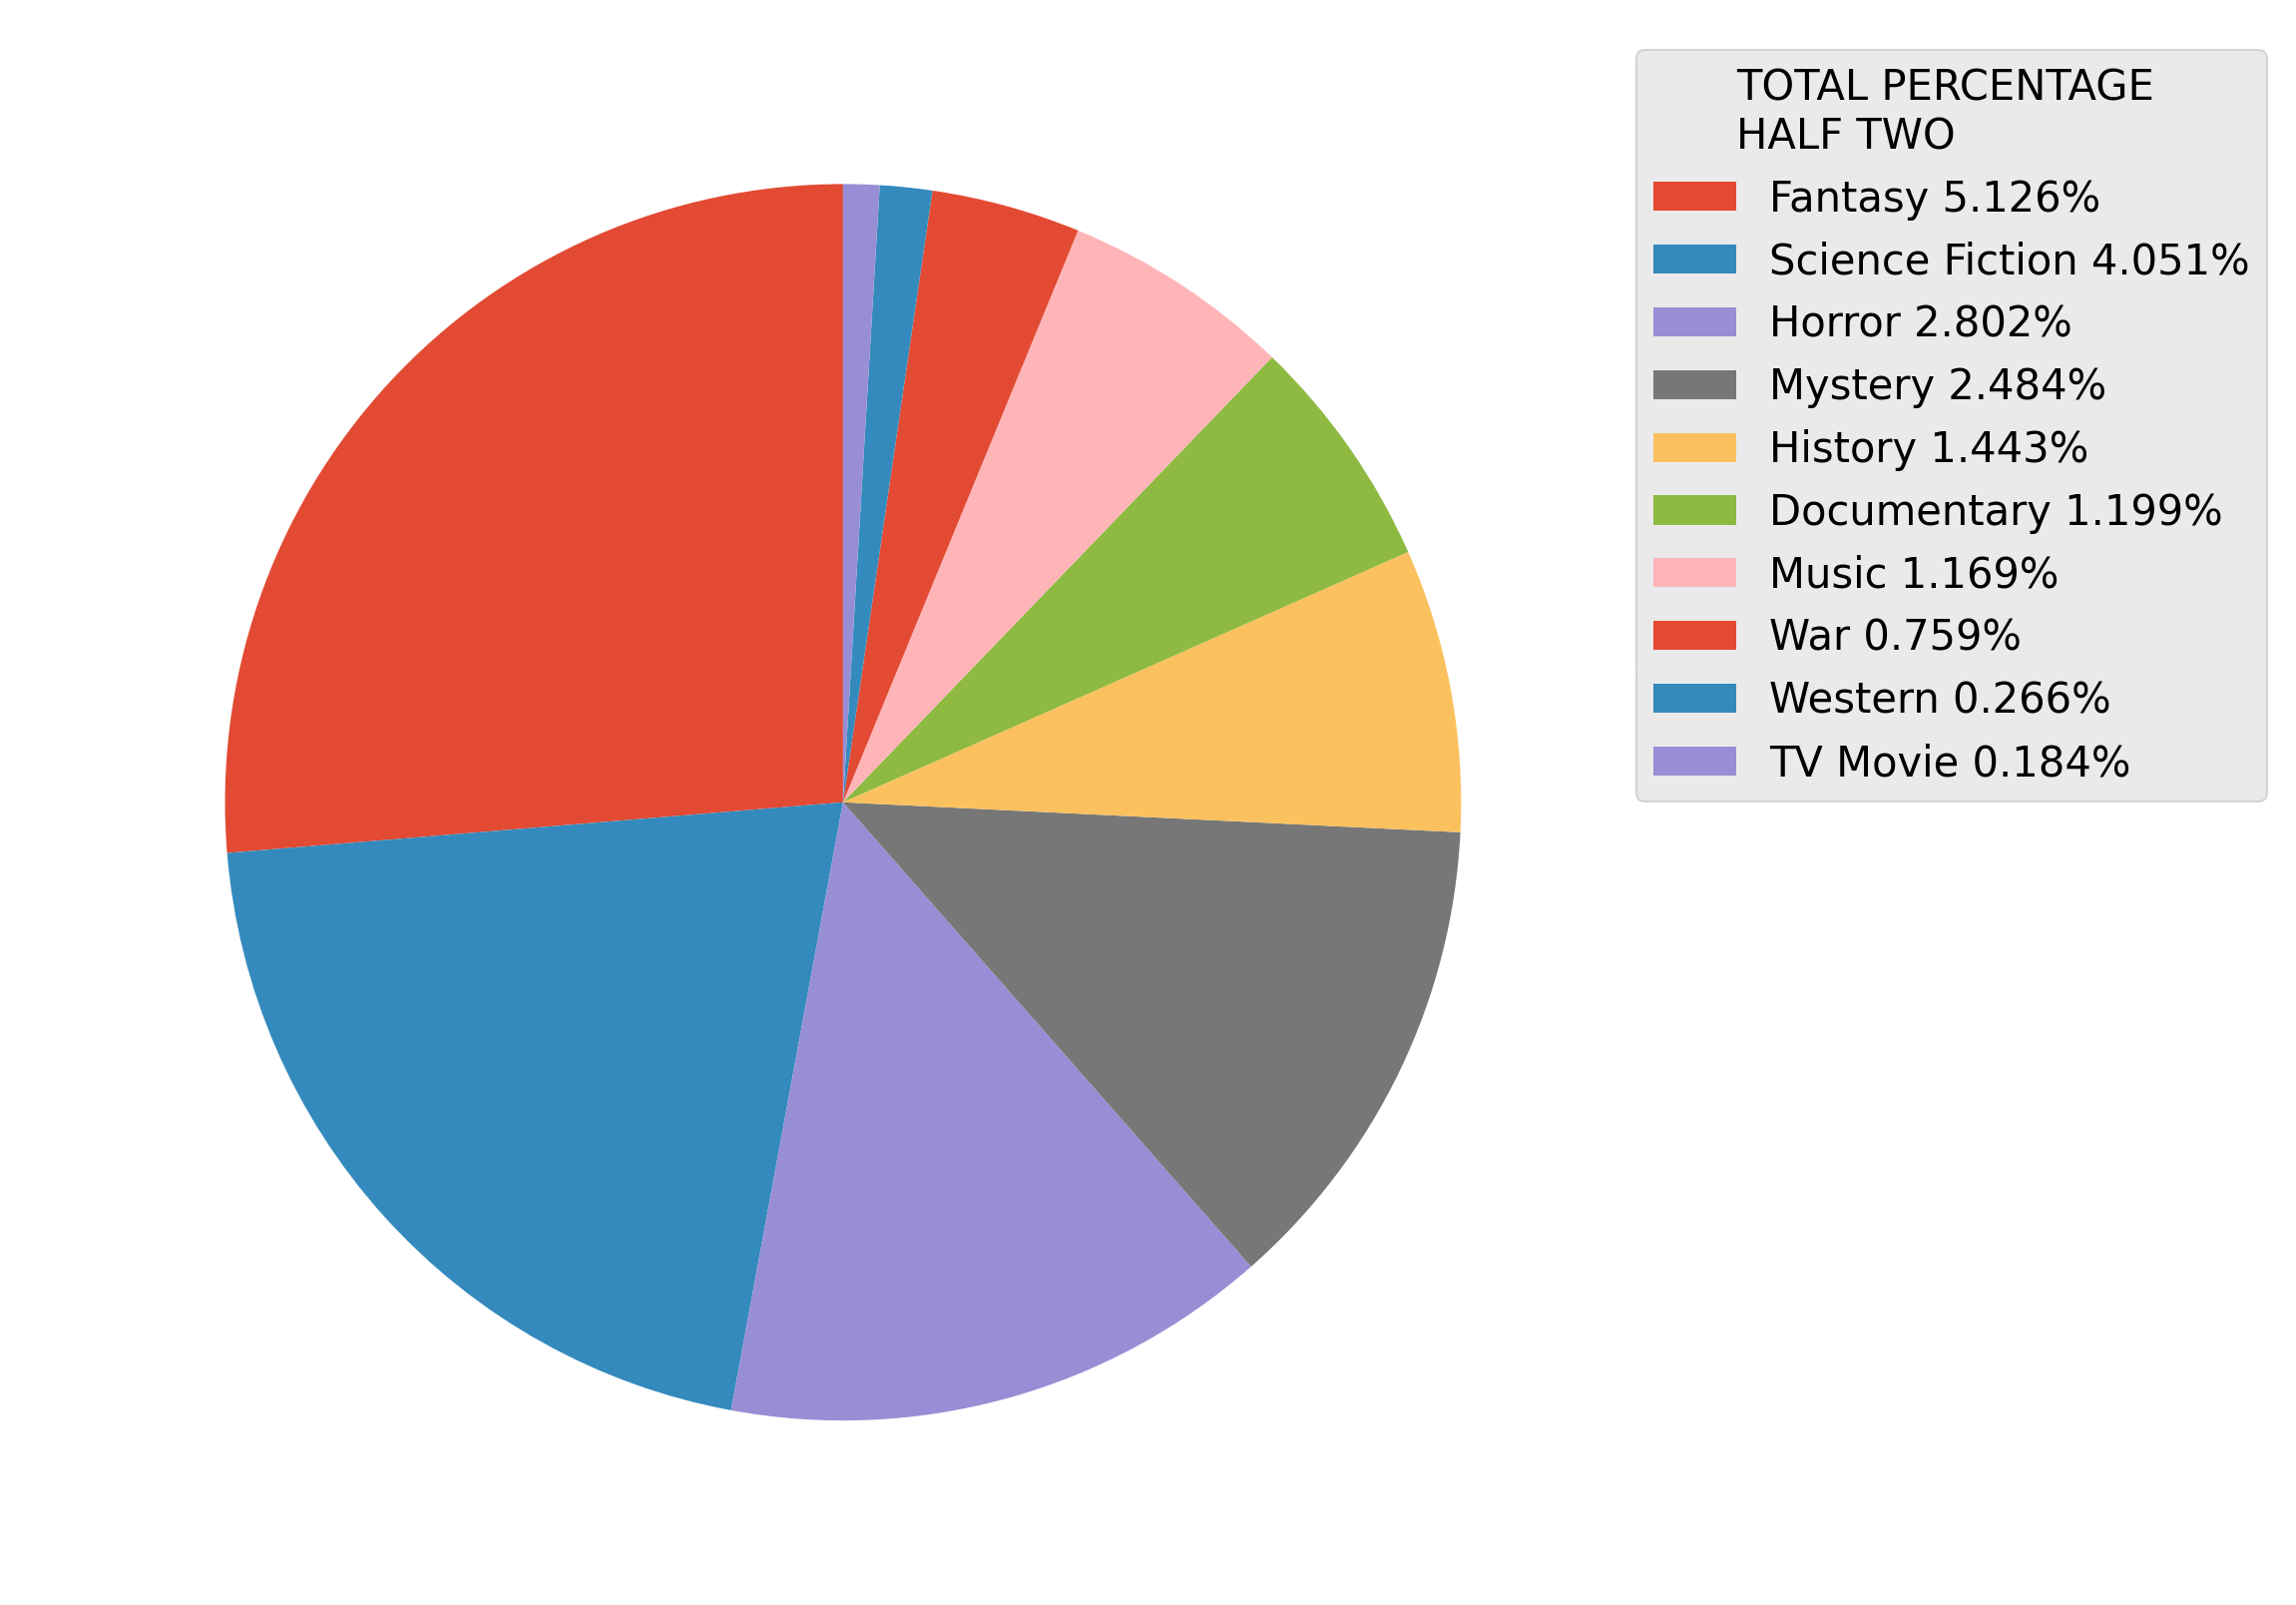 TOTAL PERCENTAGE
HALF TWO
Fantasy 5.126%
Science Fiction 4.051%
Horror 2.802%
Mystery 2.484%
History 1.443%
Documentary 1.199%
Music 1.169%
War 0.759%
Western 0.266%
TV Movie 0.184%